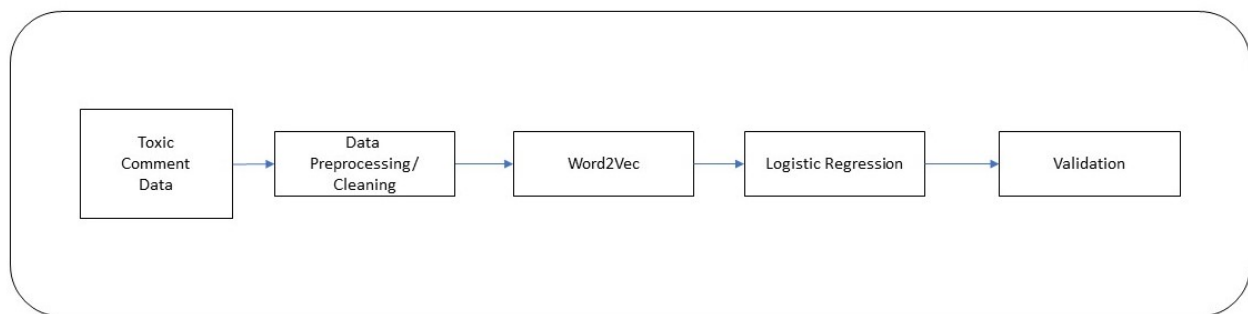 Toxic
Comment
Data
Data
Preprocessing/
Cleaning
Word2Vec
Logistic Regression
Validation